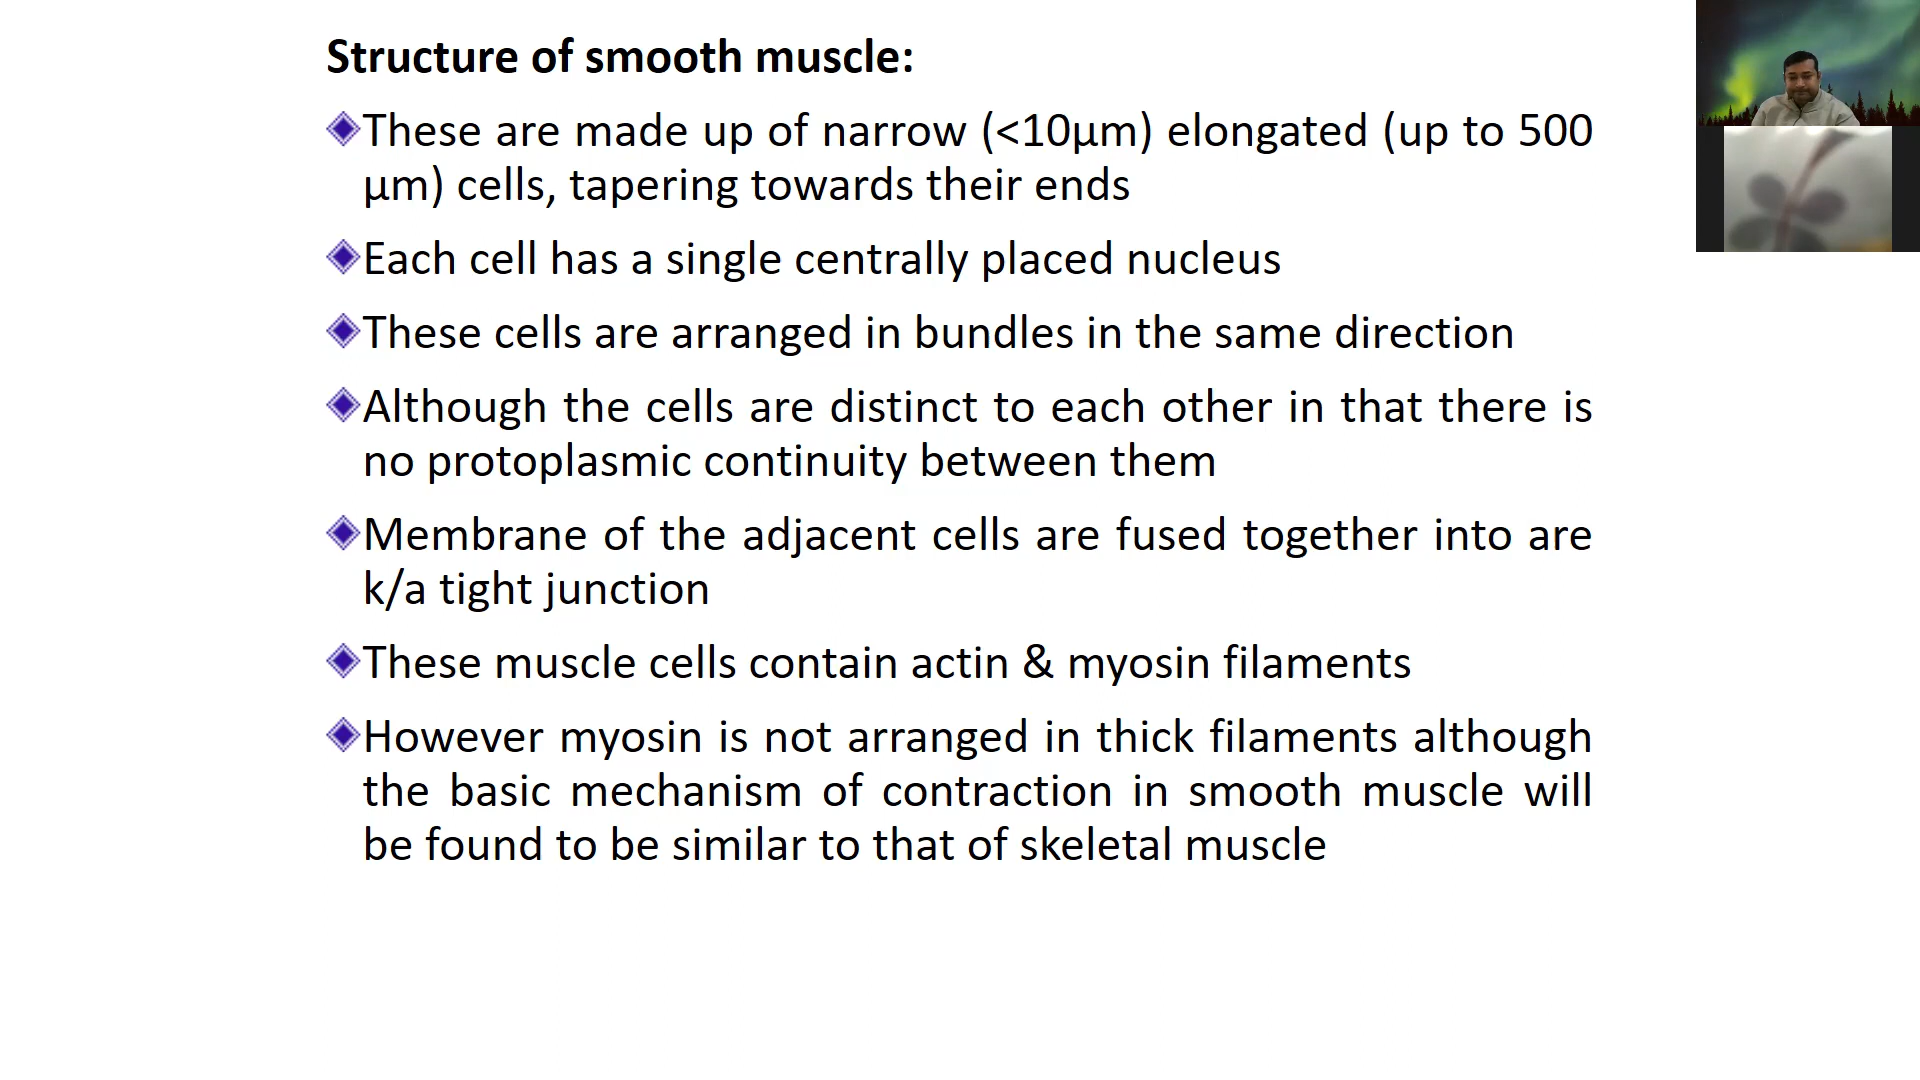 Structure of smooth muscle:
These are made up of narrow (<10µm) elongated (up to 500
µm) cells, tapering towards their ends
Each cell has a single centrally placed nucleus
These cells are arranged in bundles in the same direction
Although the cells are distinct to each other in that there is
no protoplasmic continuity between them
Membrane of the adjacent cells are fused together into are
k/a tight junction
These muscle cells contain actin & myosin filaments
However myosin is not arranged in thick filaments although
the basic mechanism of contraction in smooth muscle will
be found to be similar to that of skeletal muscle